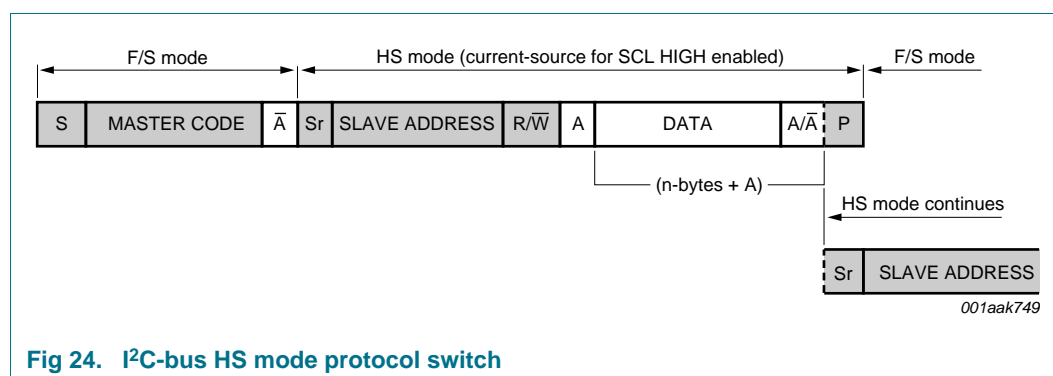 F/S mode HS mode (current-source for SCL HIGH enabled) F/S mode
S MASTER CODE A̅ Sr SLAVE ADDRESS R/W̅ A DATA A/A̅ P
(n-bytes + A)
HS mode continues
Sr SLAVE ADDRESS
001aak749
Fig 24. I²C-bus HS mode protocol switch